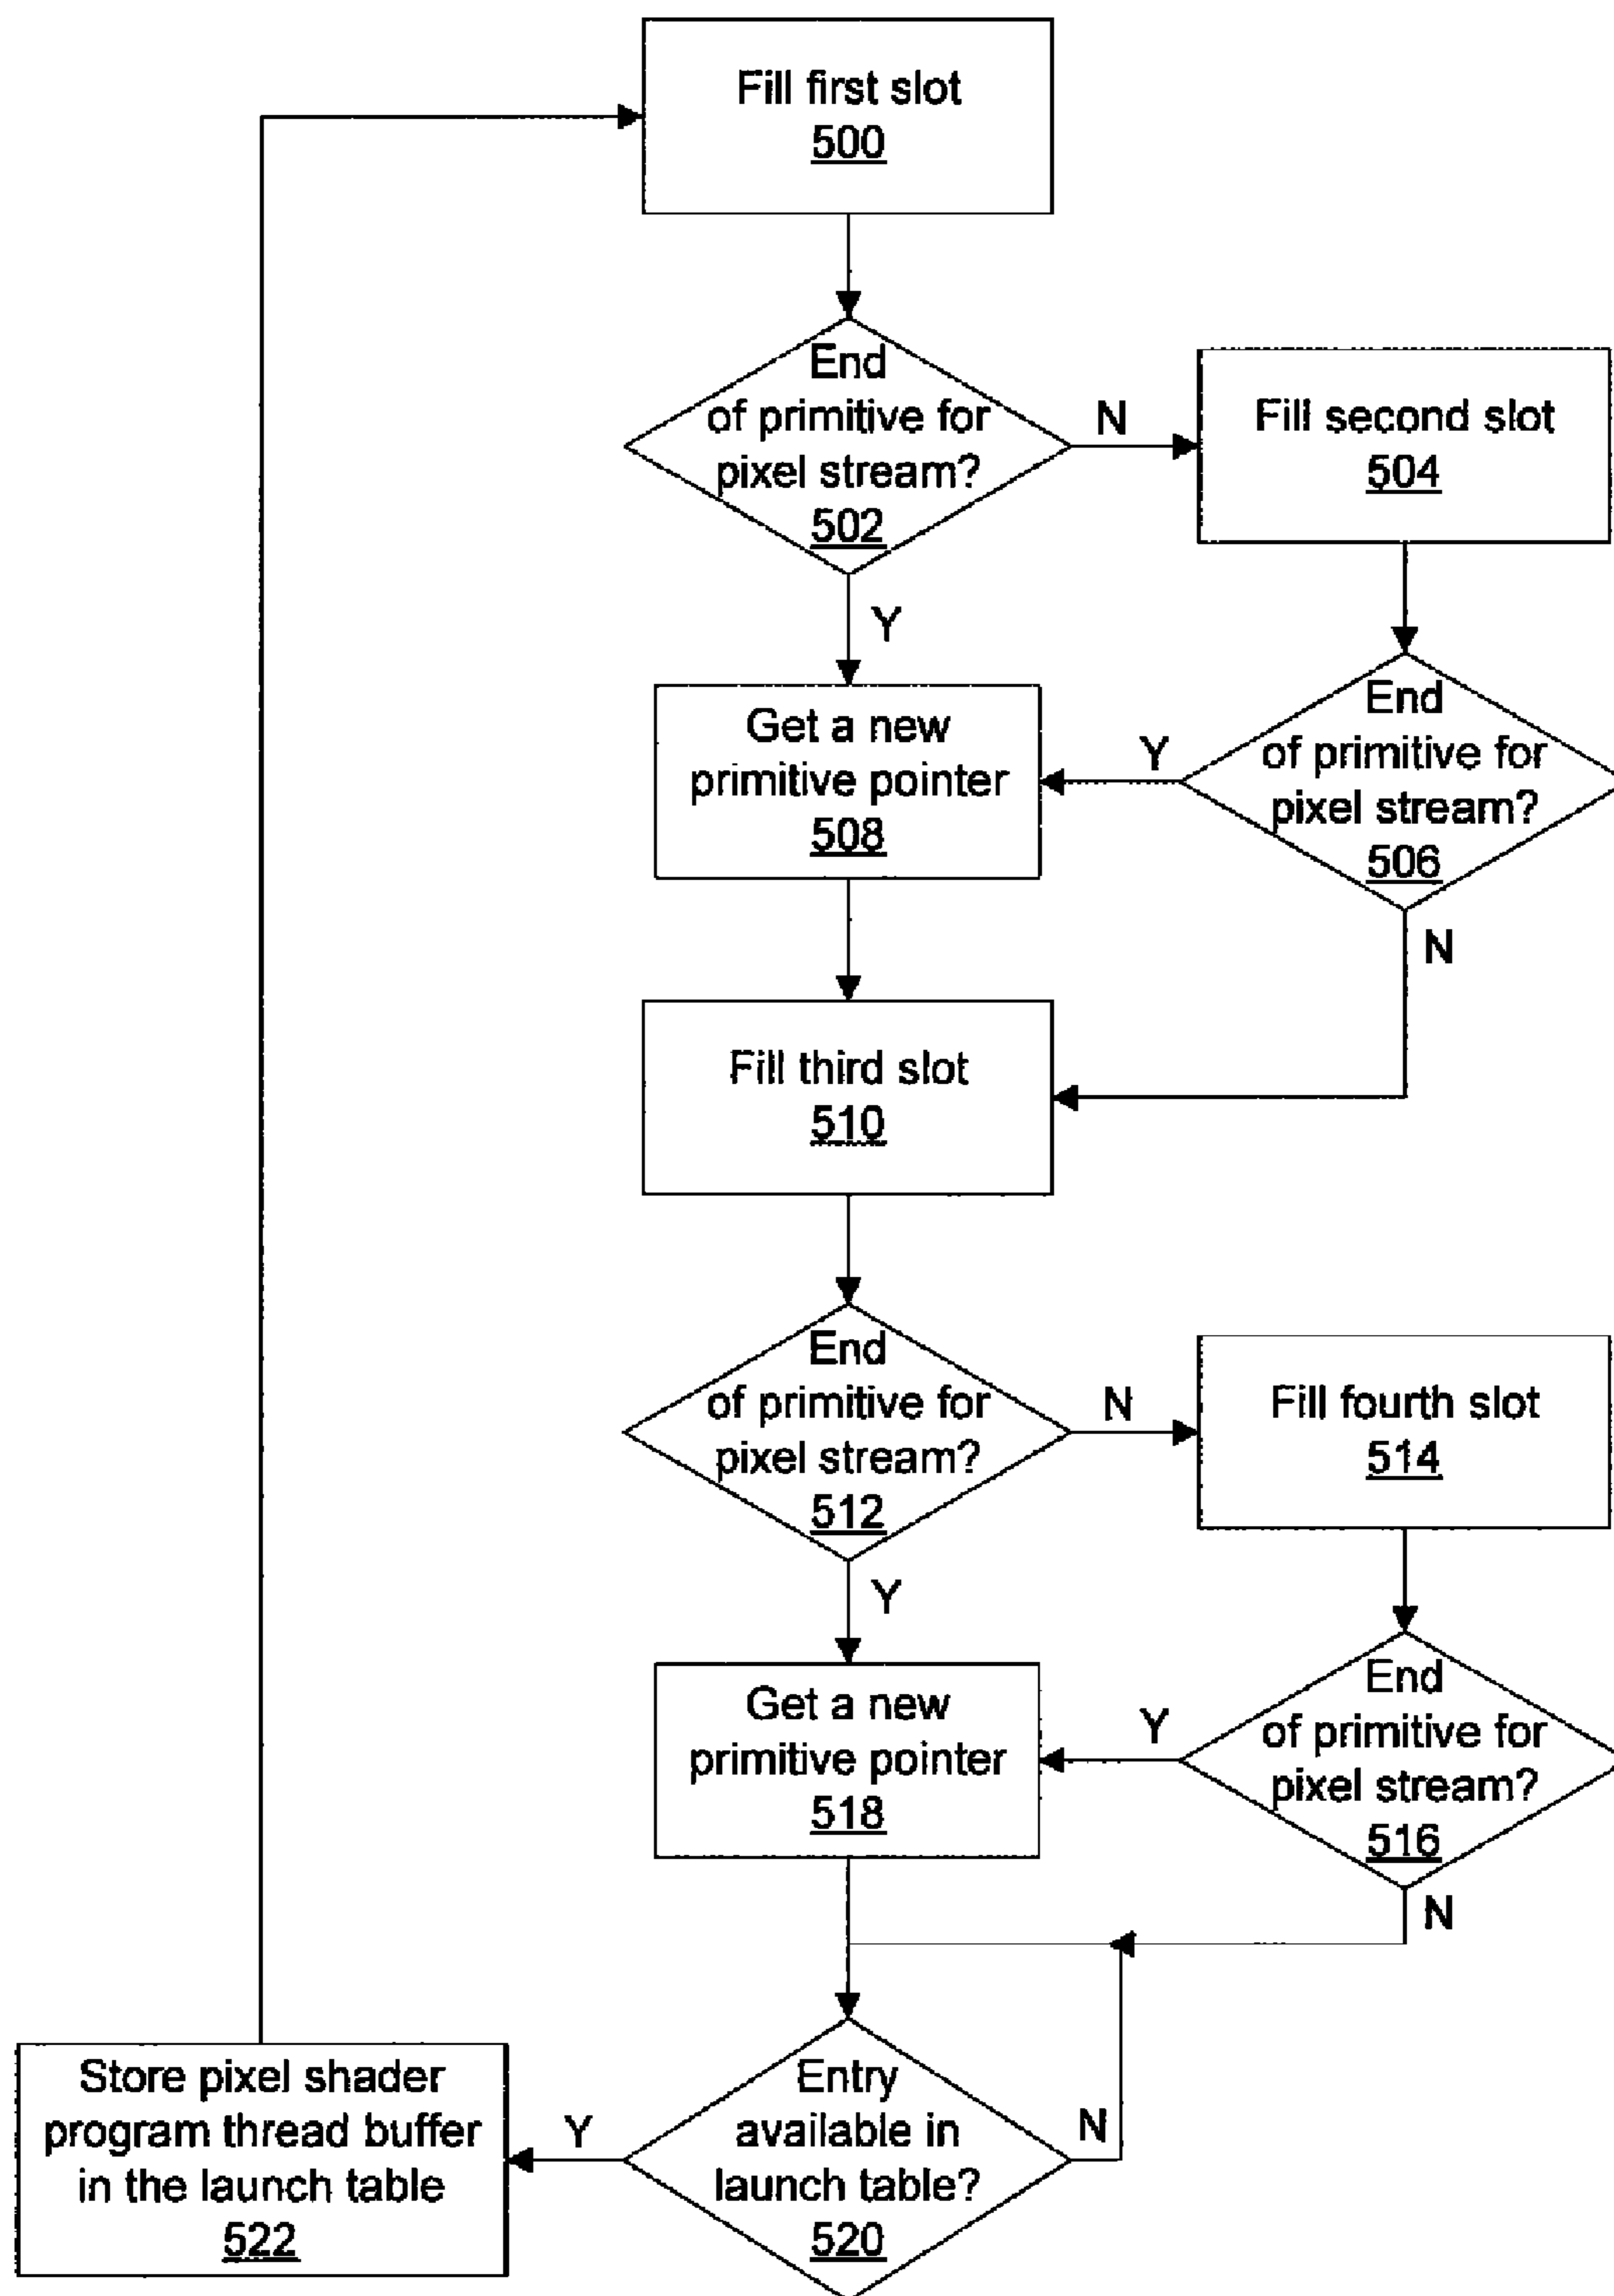 Fill first slot
500
End
of primitive for
pixel stream?
502
N
Fill second slot
504
Y
Get a new
primitive pointer
508
Y
End
of primitive for
pixel stream?
506
N
Fill third slot
510
End
of primitive for
pixel stream?
512
N
Fill fourth slot
514
Y
Get a new
primitive pointer
518
Y
End
of primitive for
pixel stream?
516
N
Store pixel shader
program thread buffer
in the launch table
522
Y
Entry
available in
launch table?
520
N